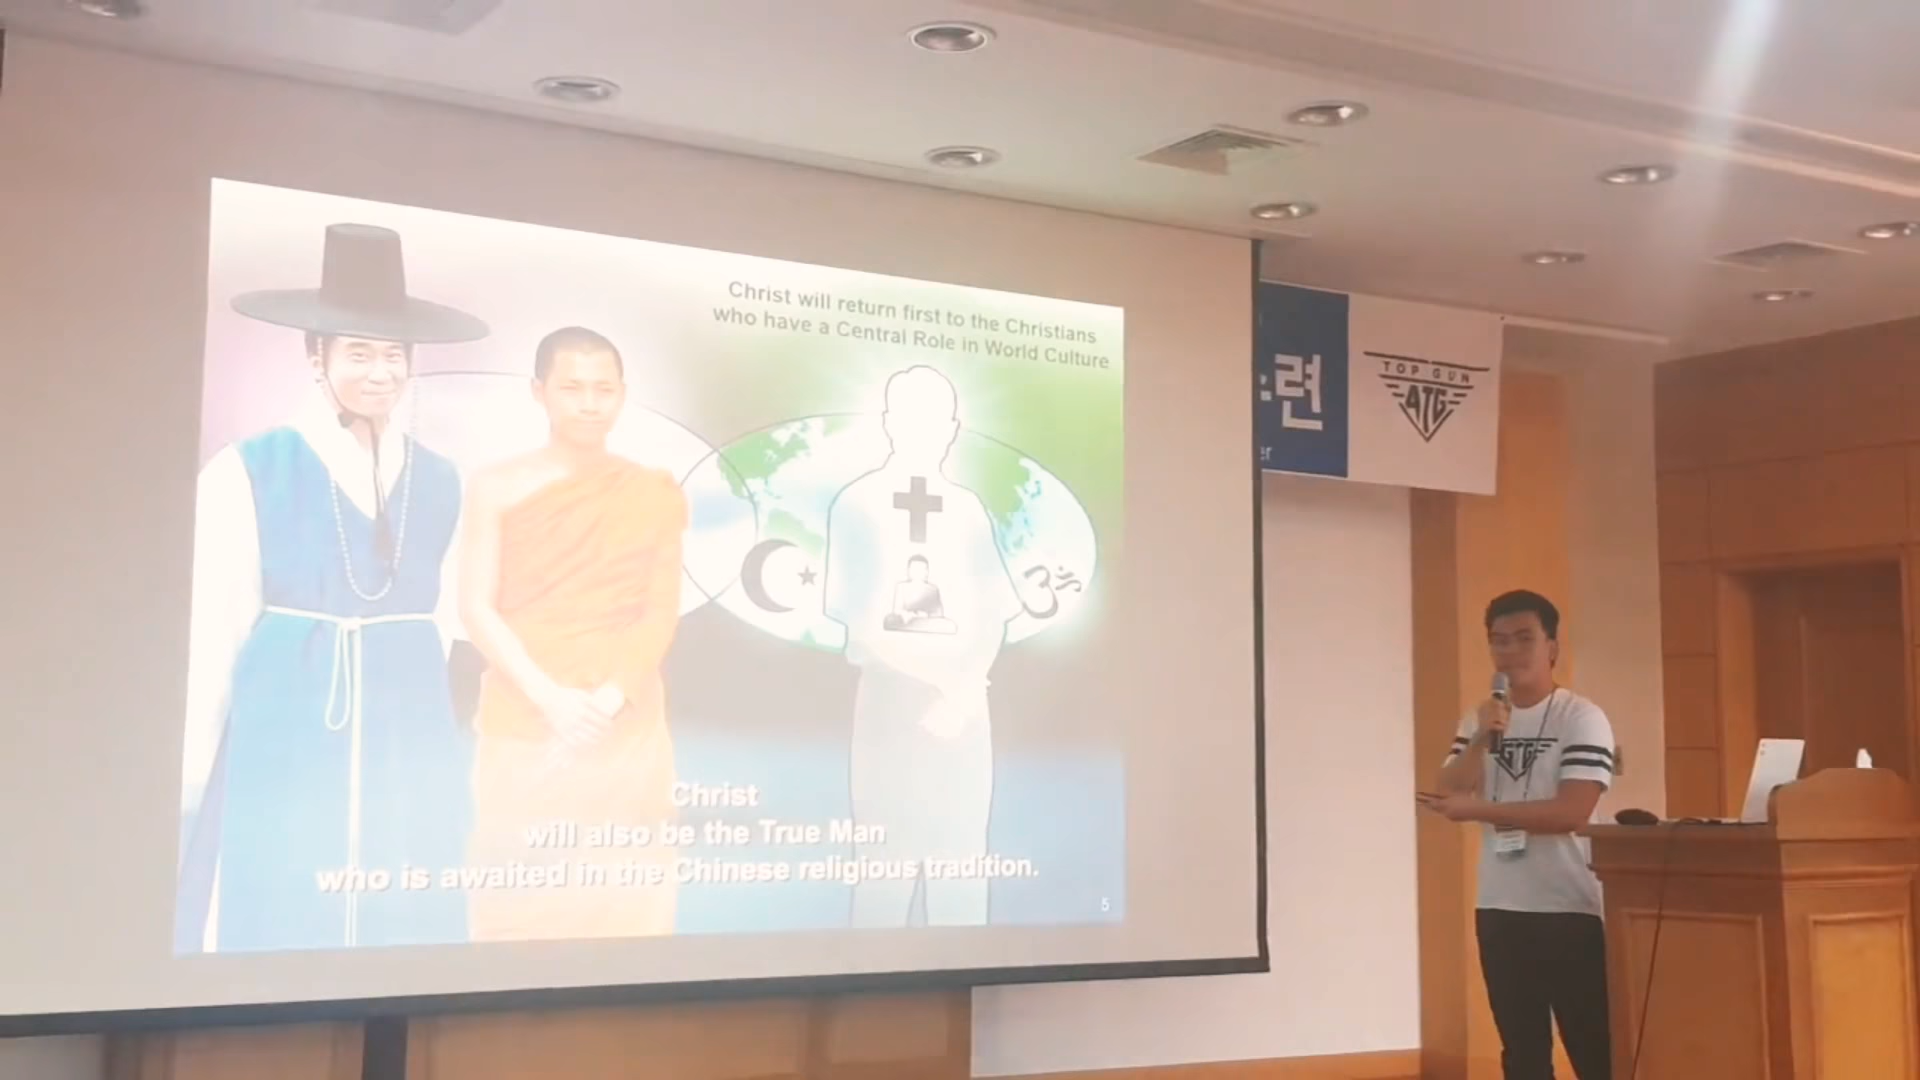 Christ will return first to the Christians
who have a Central Role in World Culture
Christ
will also be the True Man
who is awaited in the Chinese religious tradition.
5
련
er
TOP GUN
ATG